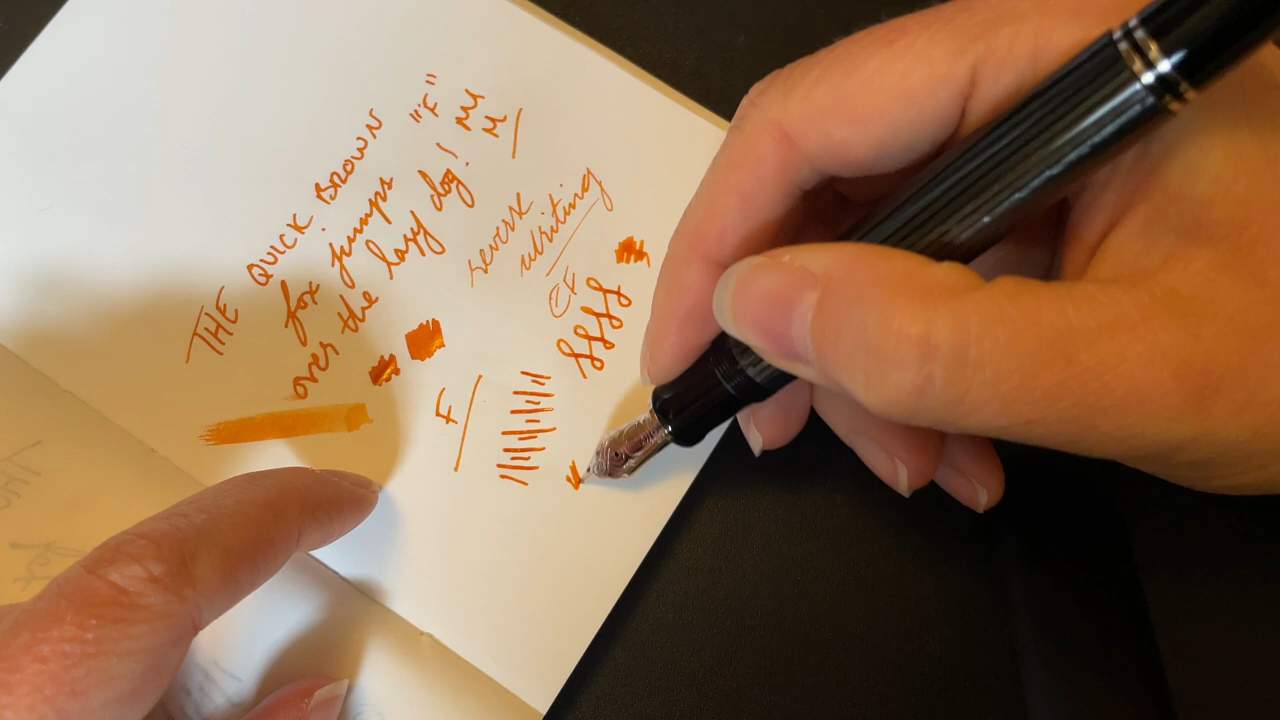 THE QUICK BROWN "F"
fox jumps
over the lazy dog!
reverse
writing
EF
F